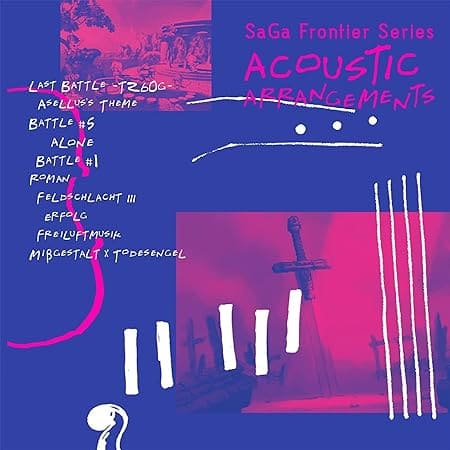 SaGa Frontier Series
ACOUSTIC
ARRANGEMENTS
LAST BATTLE -T260G-
ASELLUS'S THEME
BATTLE #5
ALONE
BATTLE #1
ROMAN
FELDSCHLACHT III
ERFOLG
FREILUFTMUSIK
MIßGESTALT X TODESENGEL